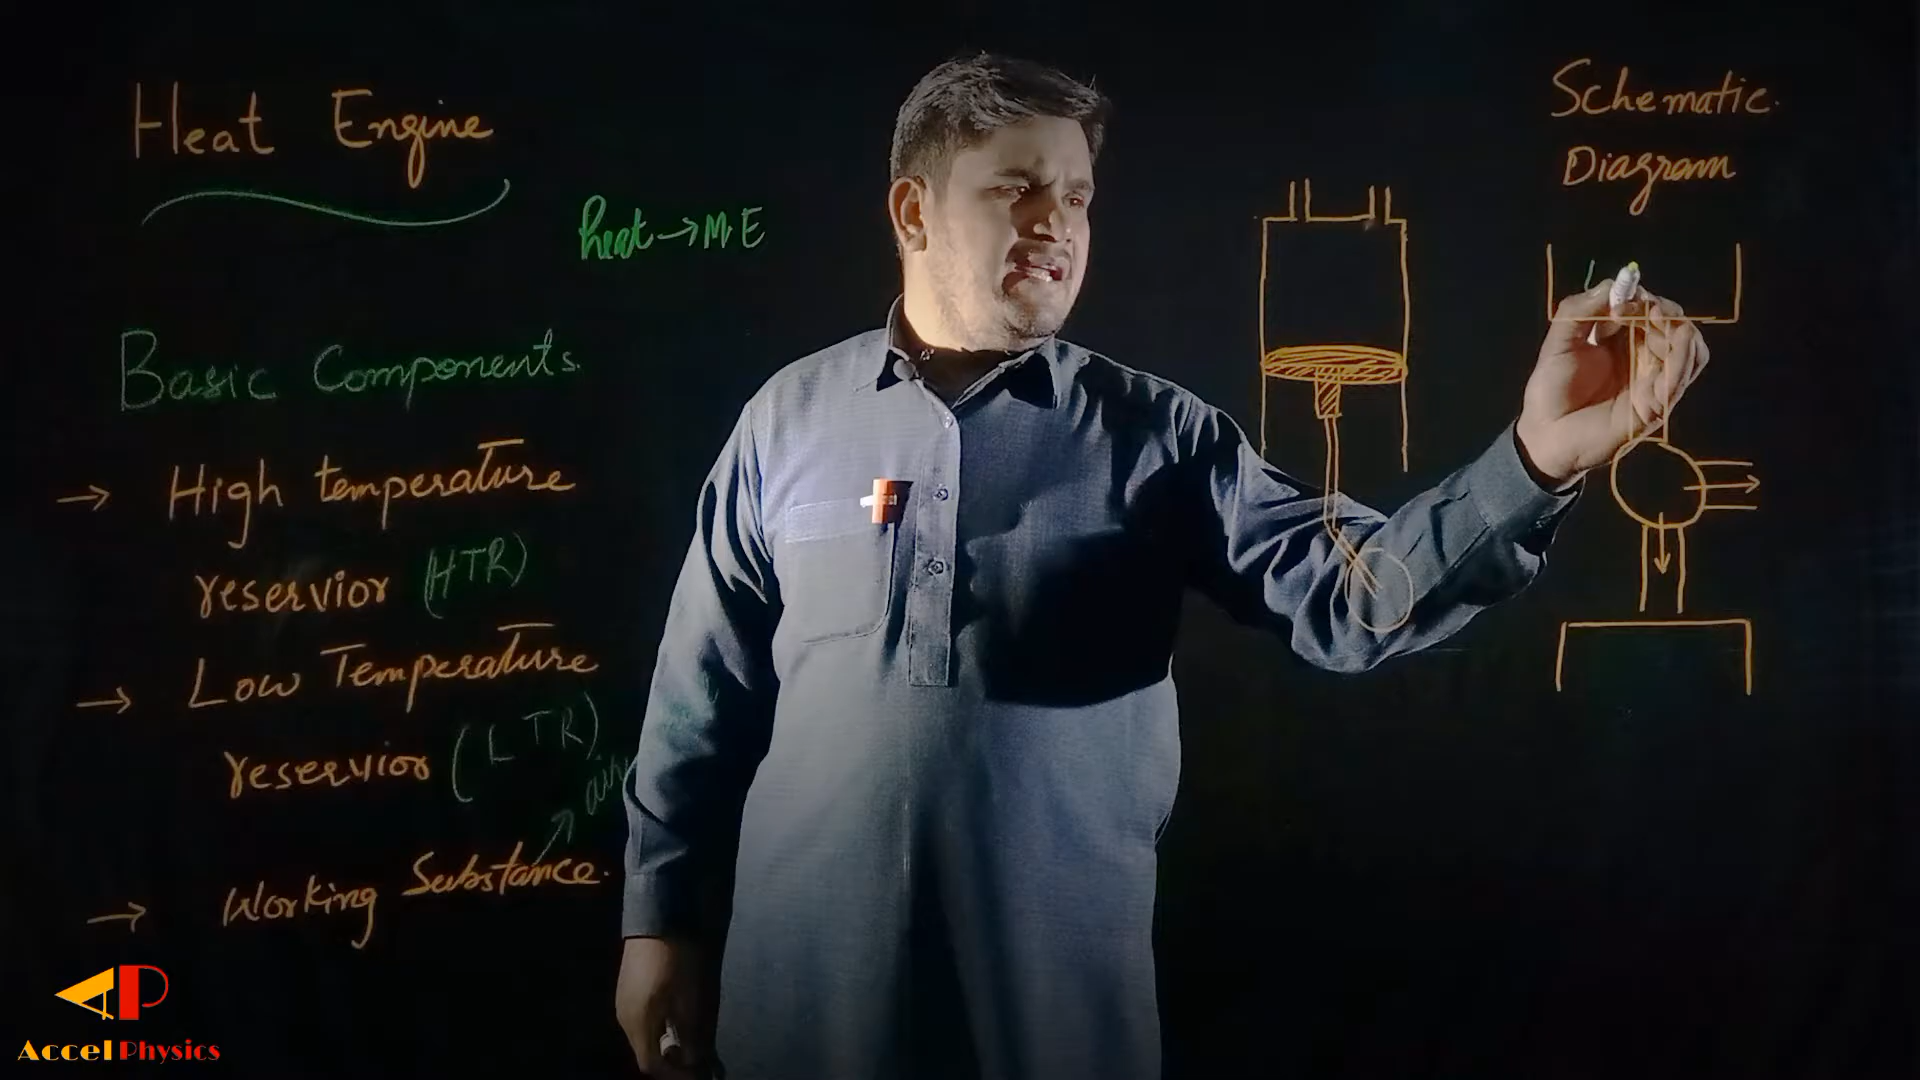 Heat Engine
heat → M.E
Basic Components.
→ High temperature
reservior (HTR)
→ Low Temperature
reservior (LTR)
air
→ Working Substance.
Schematic
Diagram
Accel Physics